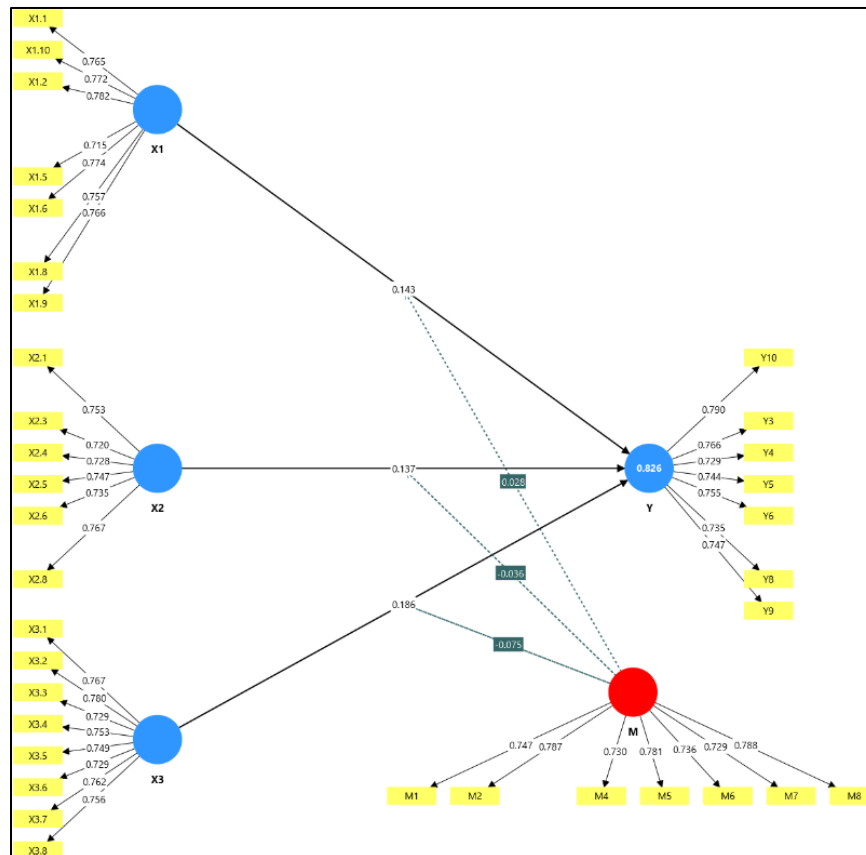 X1.1
X1.10
X1.2
X1.5
X1.6
X1.8
X1.9
0.765
0.772
0.782
0.715
0.774
0.757
0.766
X1
0.143
X2.1
X2.3
X2.4
X2.5
X2.6
X2.8
0.753
0.720
0.728
0.747
0.735
0.767
X2
0.137
X3.1
X3.2
X3.3
X3.4
X3.5
X3.6
X3.7
X3.8
0.767
0.780
0.729
0.753
0.749
0.729
0.762
0.756
X3
0.186
0.028
-0.036
-0.075
0.826
Y
0.790
0.766
0.729
0.744
0.755
0.735
0.747
Y10
Y3
Y4
Y5
Y6
Y8
Y9
M
0.747
0.787
0.730
0.781
0.736
0.729
0.788
M1
M2
M4
M5
M6
M7
M8